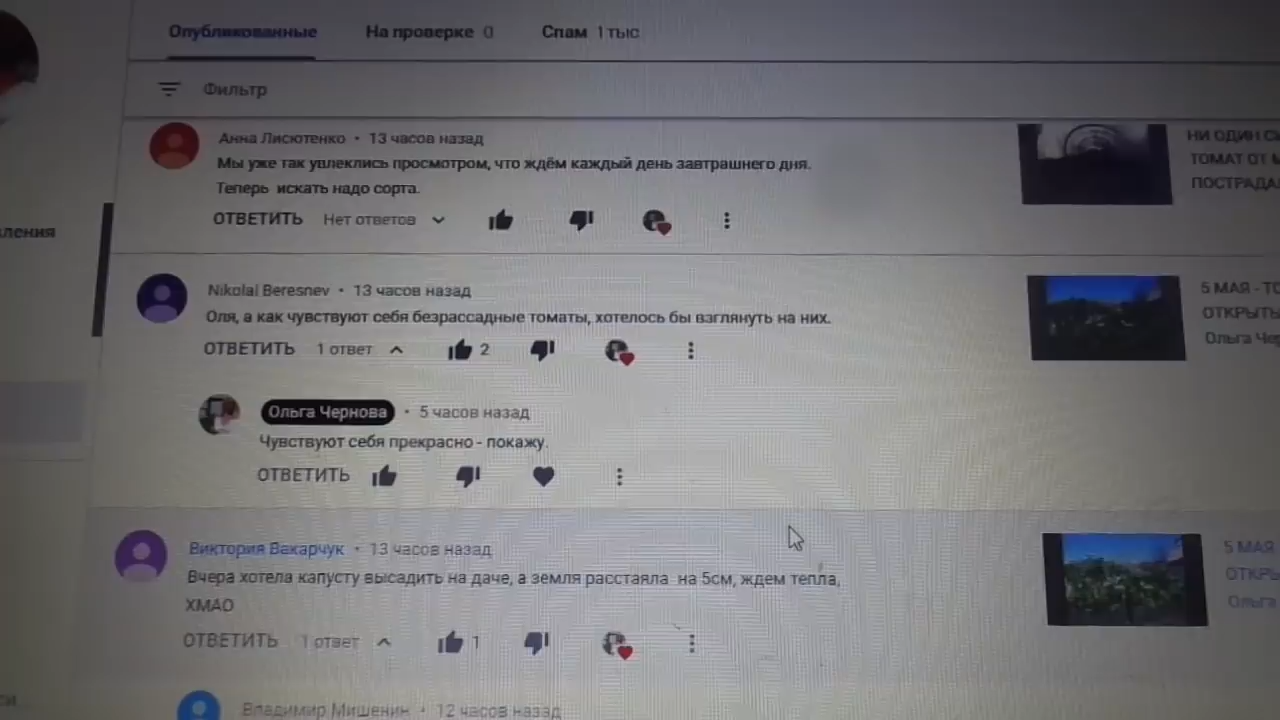 Опубликованные На проверке 0 Спам 1 тыс
Фильтр
Анна Лисютенко • 13 часов назад
Мы уже так увлеклись просмотром, что ждём каждый день завтрашнего дня.
Теперь искать надо сорта.
ОТВЕТИТЬ Нет ответов
НИ ОДИН
ТОМАТ ОТ
ПОСТРАДА
ления
Nikolai Beresnev • 13 часов назад
Оля, а как чувствуют себя безрассадные томаты, хотелось бы взглянуть на них.
ОТВЕТИТЬ 1 ответ 2
5 МАЯ - ТО
ОТКРЫТЬ
Ольга Чер
Ольга Чернова • 5 часов назад
Чувствуют себя прекрасно - покажу.
ОТВЕТИТЬ
Виктория Вакарчук • 13 часов назад
Вчера хотела капусту высадить на даче, а земля расстаяла на 5см, ждем тепла,
ХМАО
ОТВЕТИТЬ 1 ответ 1
5 МАЯ
ОТКРЫ
Ольга
Владимир Мишенин • 12 часов назад